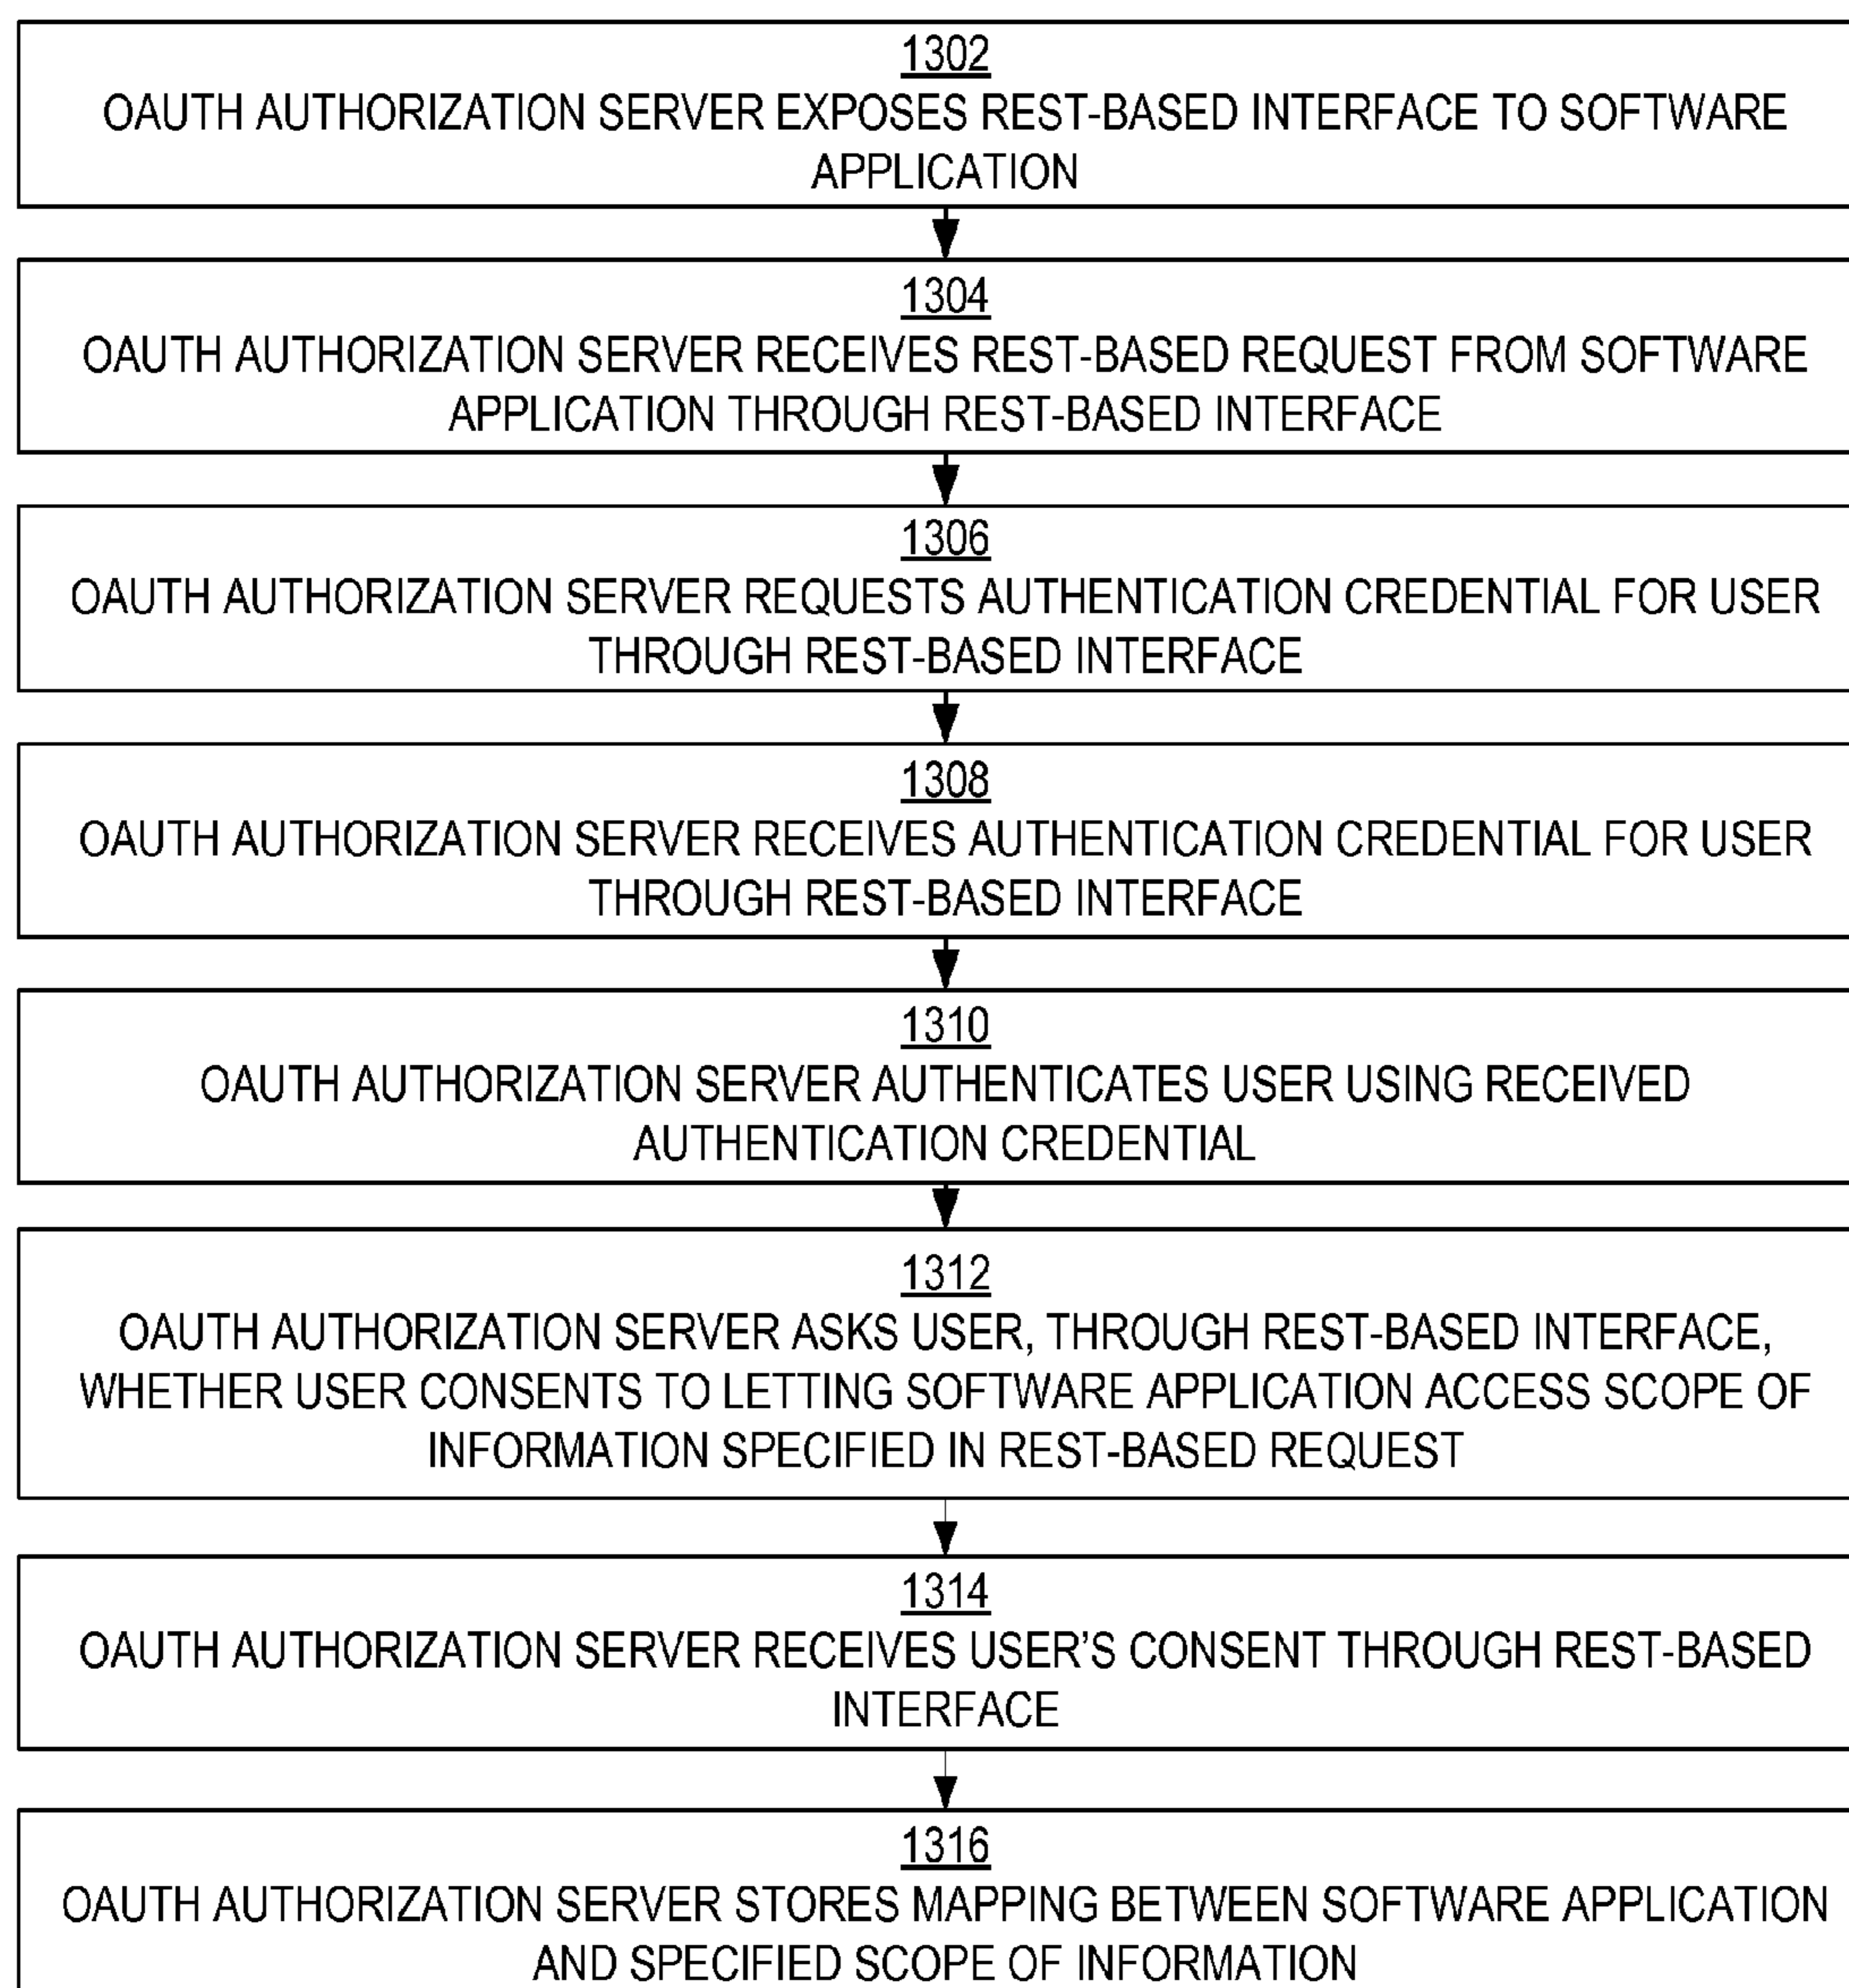 1302
OAUTH AUTHORIZATION SERVER EXPOSES REST-BASED INTERFACE TO SOFTWARE
APPLICATION
1304
OAUTH AUTHORIZATION SERVER RECEIVES REST-BASED REQUEST FROM SOFTWARE
APPLICATION THROUGH REST-BASED INTERFACE
1306
OAUTH AUTHORIZATION SERVER REQUESTS AUTHENTICATION CREDENTIAL FOR USER
THROUGH REST-BASED INTERFACE
1308
OAUTH AUTHORIZATION SERVER RECEIVES AUTHENTICATION CREDENTIAL FOR USER
THROUGH REST-BASED INTERFACE
1310
OAUTH AUTHORIZATION SERVER AUTHENTICATES USER USING RECEIVED
AUTHENTICATION CREDENTIAL
1312
OAUTH AUTHORIZATION SERVER ASKS USER, THROUGH REST-BASED INTERFACE,
WHETHER USER CONSENTS TO LETTING SOFTWARE APPLICATION ACCESS SCOPE OF
INFORMATION SPECIFIED IN REST-BASED REQUEST
1314
OAUTH AUTHORIZATION SERVER RECEIVES USER'S CONSENT THROUGH REST-BASED
INTERFACE
1316
OAUTH AUTHORIZATION SERVER STORES MAPPING BETWEEN SOFTWARE APPLICATION
AND SPECIFIED SCOPE OF INFORMATION